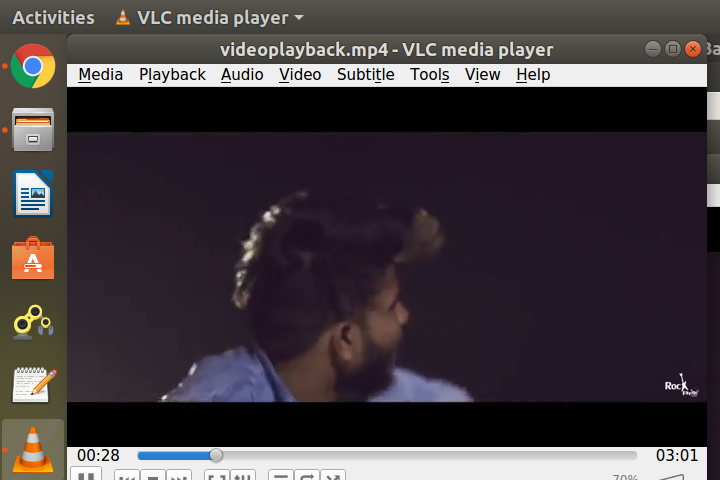 Activities VLC media player
videoplayback.mp4 - VLC media player
Media Playback Audio Video Subtitle Tools View Help
Rock
00:28 03:01
70%